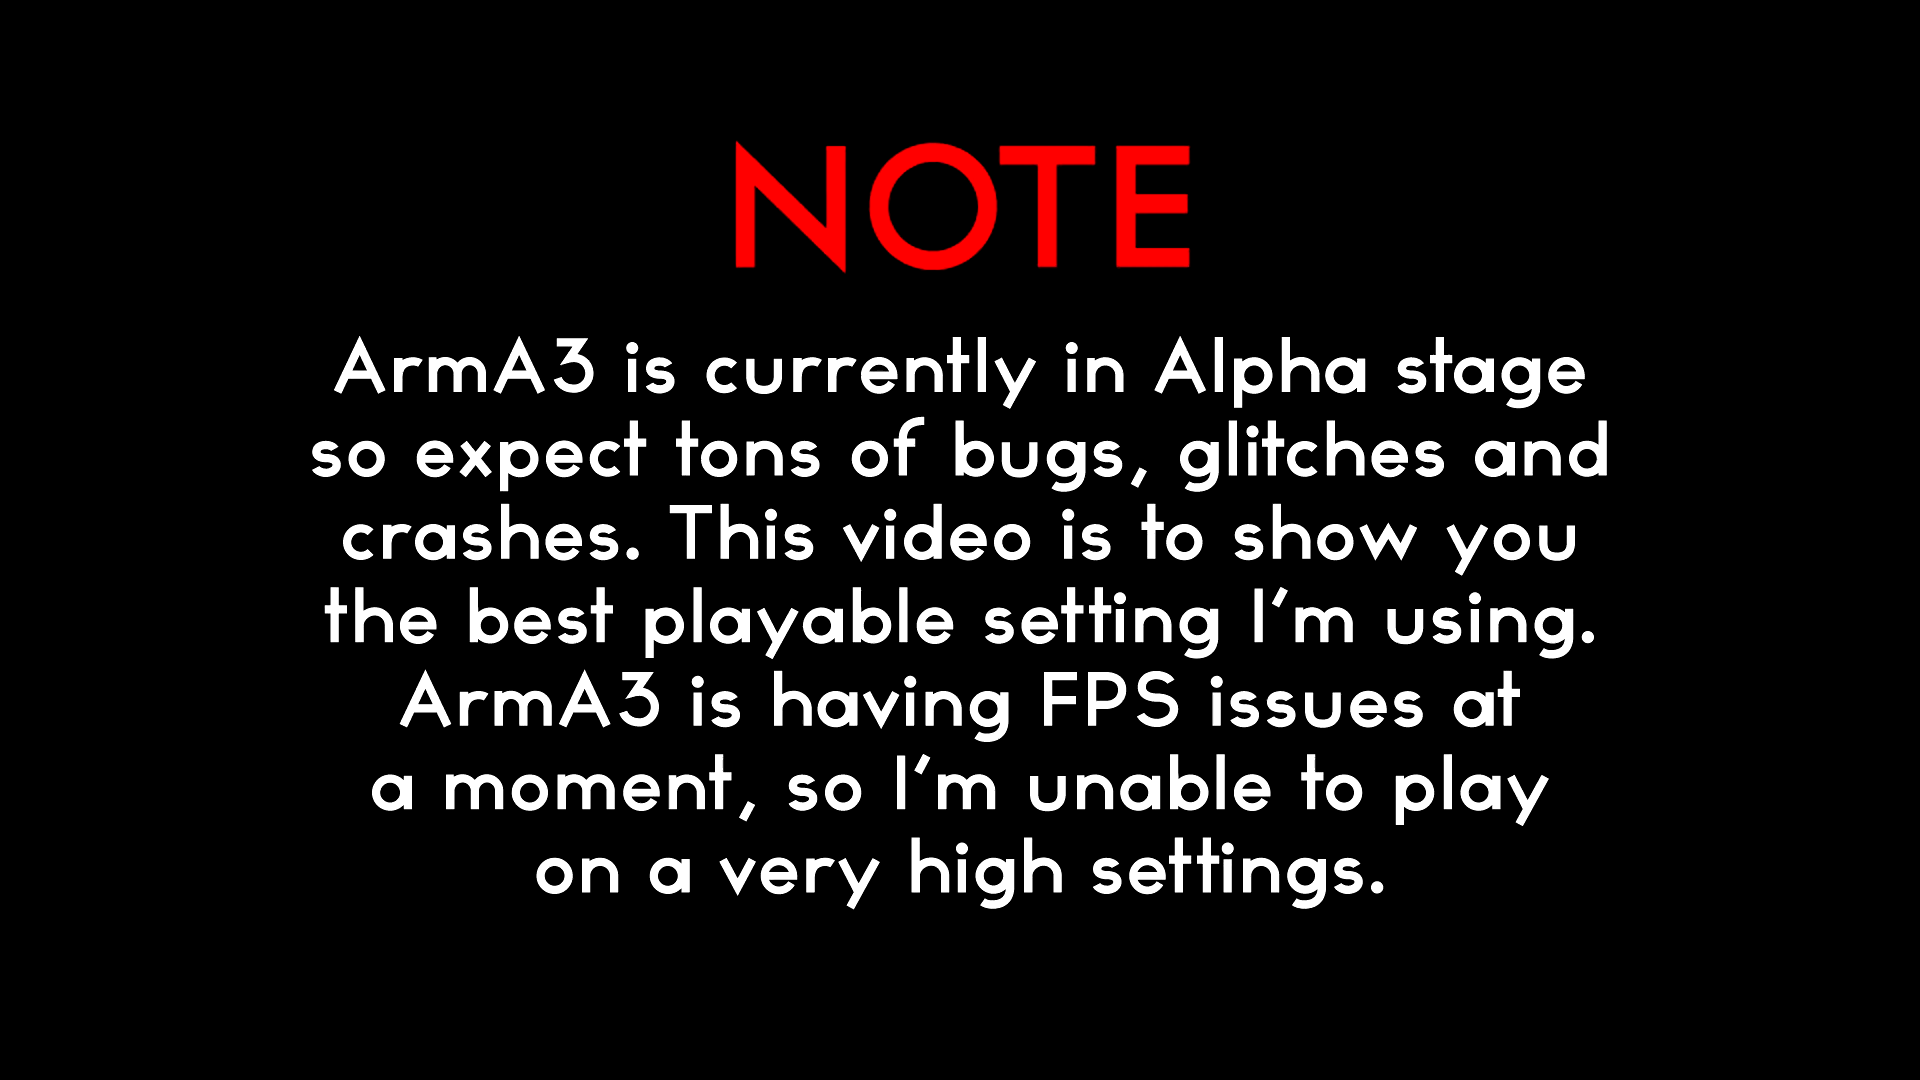 NOTE
ArmA3 is currently in Alpha stage
so expect tons of bugs, glitches and
crashes. This video is to show you
the best playable setting I'm using.
ArmA3 is having FPS issues at
a moment, so I'm unable to play
on a very high settings.